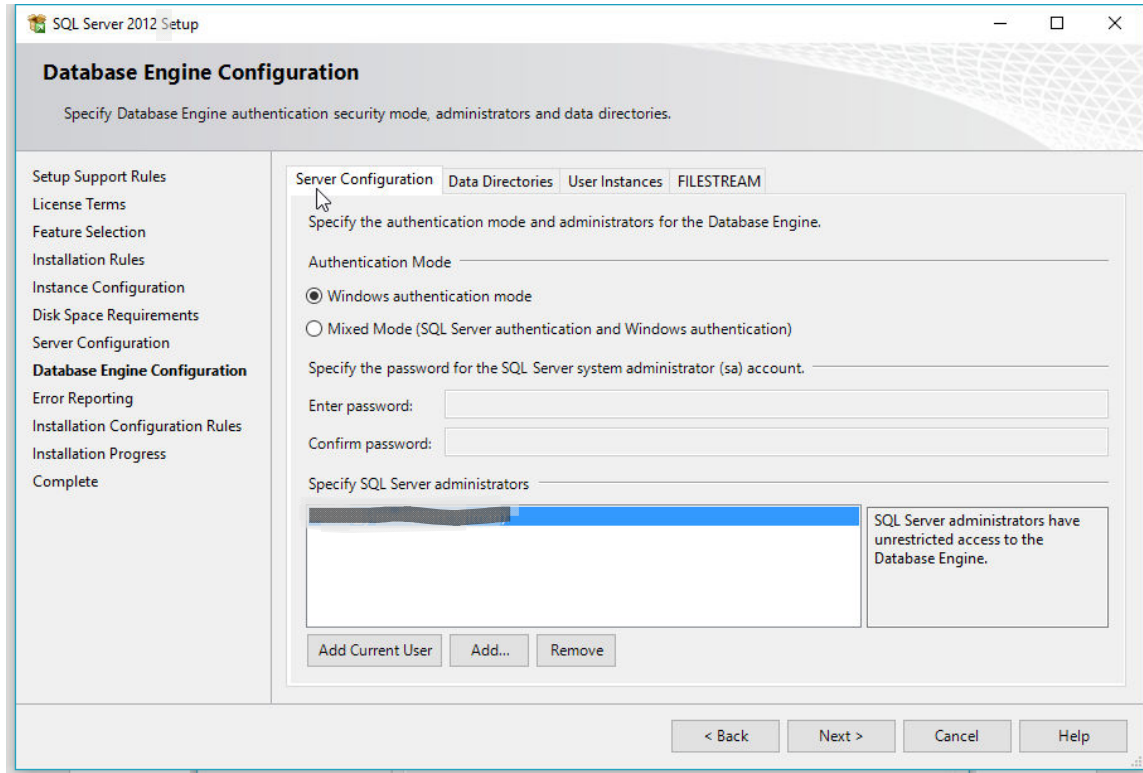 SQL Server 2012 Setup
Database Engine Configuration
Specify Database Engine authentication security mode, administrators and data directories.
Setup Support Rules
License Terms
Feature Selection
Installation Rules
Instance Configuration
Disk Space Requirements
Server Configuration
Database Engine Configuration
Error Reporting
Installation Configuration Rules
Installation Progress
Complete
Server Configuration Data Directories User Instances FILESTREAM
Specify the authentication mode and administrators for the Database Engine.
Authentication Mode
Windows authentication mode
Mixed Mode (SQL Server authentication and Windows authentication)
Specify the password for the SQL Server system administrator (sa) account.
Enter password:
Confirm password:
Specify SQL Server administrators
SQL Server administrators have
unrestricted access to the
Database Engine.
Add Current User Add... Remove
< Back Next > Cancel Help